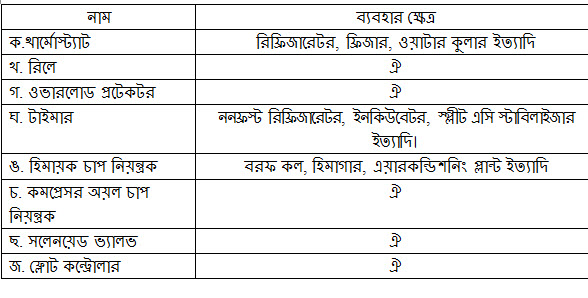 নাম ব্যবহার ক্ষেত্র
ক.থার্মোস্ট্যাট রিফ্রিজারেটর, ফ্রিজার, ওয়াটার কুলার ইত্যাদি
খ. রিলে ঐ
গ. ওভারলোড প্রটেকটর ঐ
ঘ. টাইমার ননফ্রস্ট রিফ্রিজারেটর, ইনকিউবেটর, স্প্লীট এসি স্টাবিলাইজার
ইত্যাদি।
ঙ. হিমায়ক চাপ নিয়ন্ত্রক বরফ কল, হিমাগার, এয়ারকন্ডিশনিং প্লান্ট ইত্যাদি
চ. কমপ্রেসর অয়ল চাপ ঐ
নিয়ন্ত্রক
ছ. সলেনয়েড ভ্যালভ ঐ
জ. ফ্লোট কন্ট্রোলার ঐ